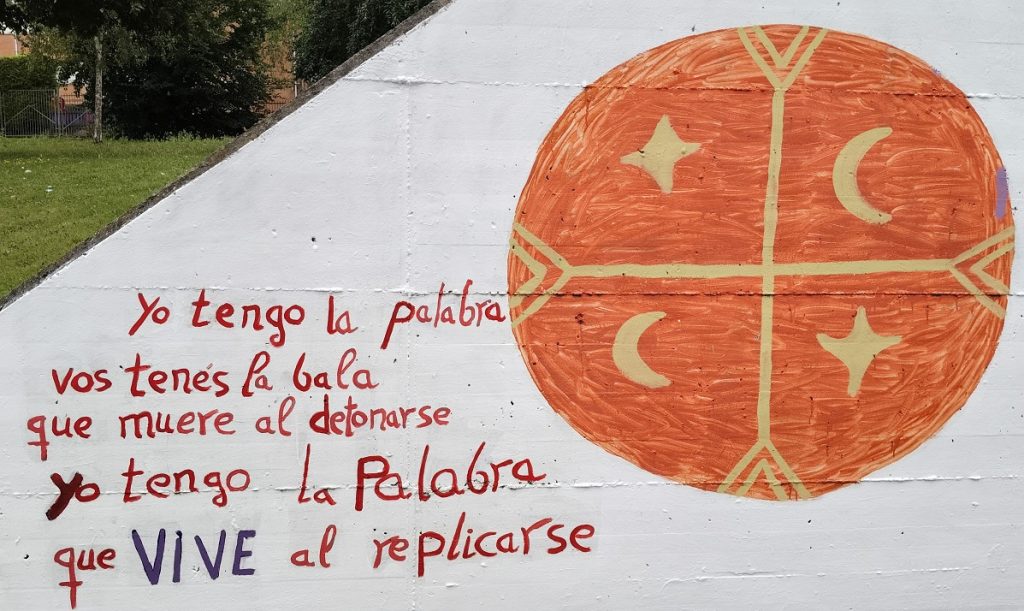 Yo tengo la palabra
vos tenés la bala
que muere al detonarse
yo tengo la Palabra
que VIVE al replicarse